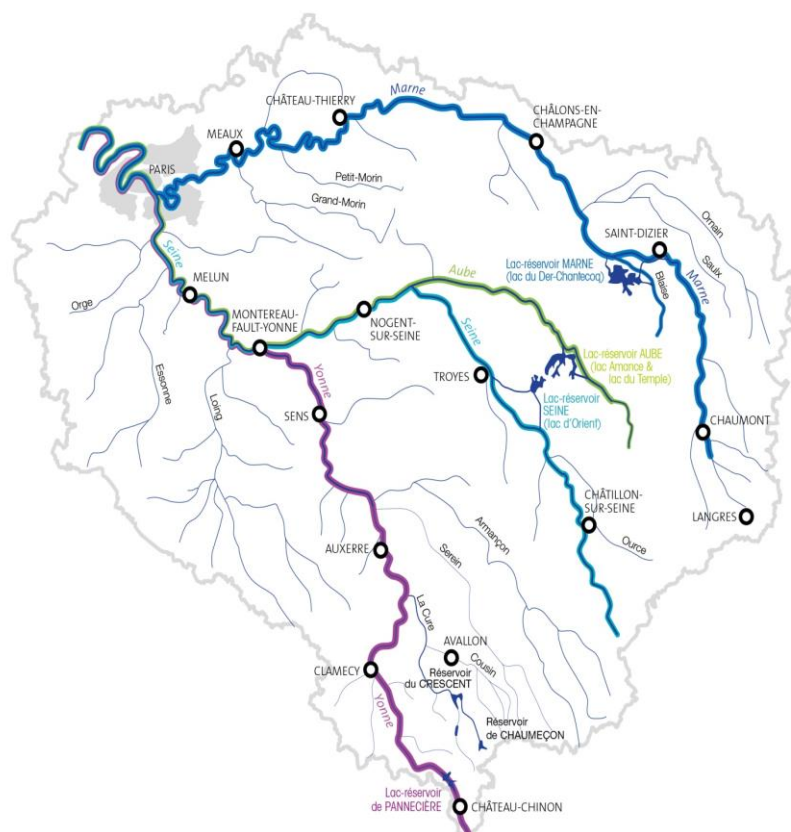 Marne
CHÂTEAU-THIERRY
CHÂLONS-EN-
CHAMPAGNE
MEAUX
PARIS
Petit-Morin
Grand-Morin
Ornain
SAINT-DIZIER
Saulx
Seine
Lac-réservoir MARNE
(lac du Der-Chantecoq)
Blaise
Marne
MELUN
Aube
Orge
MONTEREAU-
FAULT-YONNE
NOGENT-
SUR-SEINE
Seine
Lac-réservoir AUBE
(lac Amance &
lac du Temple)
Essonne
Loing
Yonne
TROYES
Lac-réservoir
SEINE
(lac d'Orient)
SENS
CHAUMONT
CHÂTILLON-
SUR-SEINE
LANGRES
Armançon
Ource
AUXERRE
Serein
La Cure
AVALLON
Cousin
CLAMECY
Réservoir
du CRESCENT
Yonne
Réservoir
de CHAUMEÇON
Lac-réservoir
de PANNECIÈRE
CHÂTEAU-CHINON